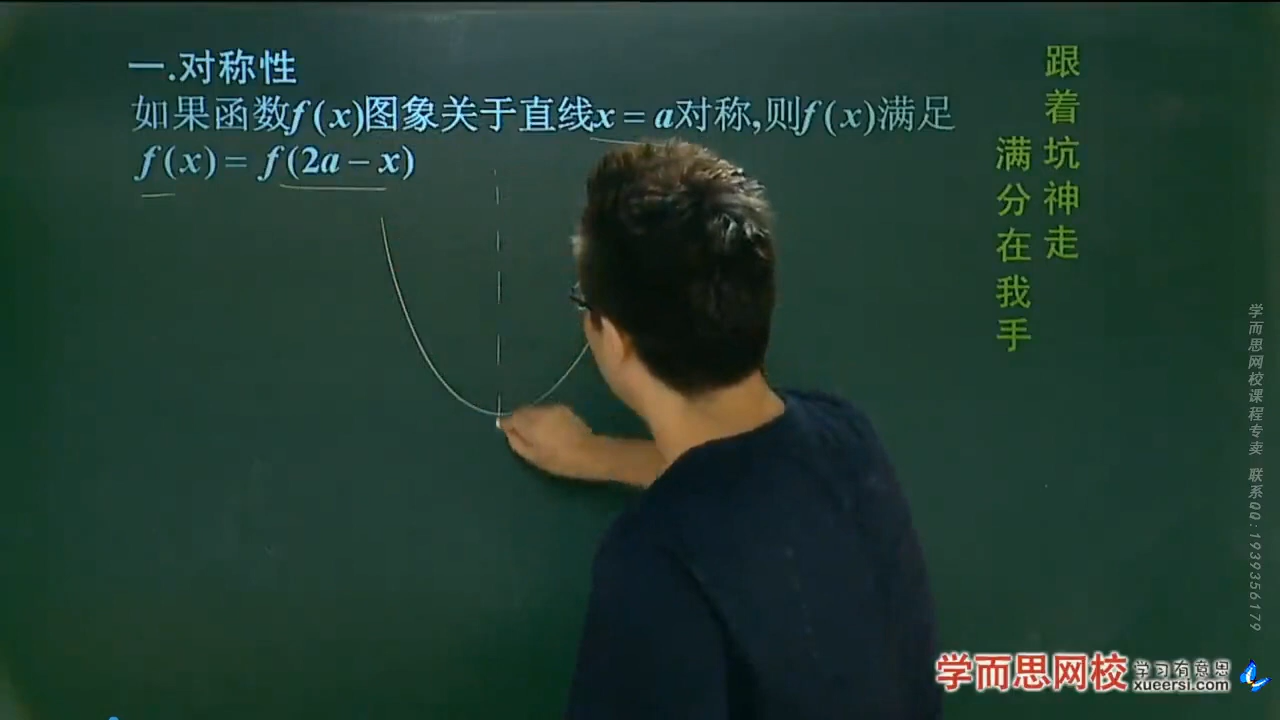 一.对称性
如果函数f(x)图象关于直线x=a对称,则f(x)满足
f(x)=f(2a-x)
跟着坑神走
满分在我手
学而思网校课程专卖 联系QQ:1939356179
学而思网校
学习有意思
xueersi.com